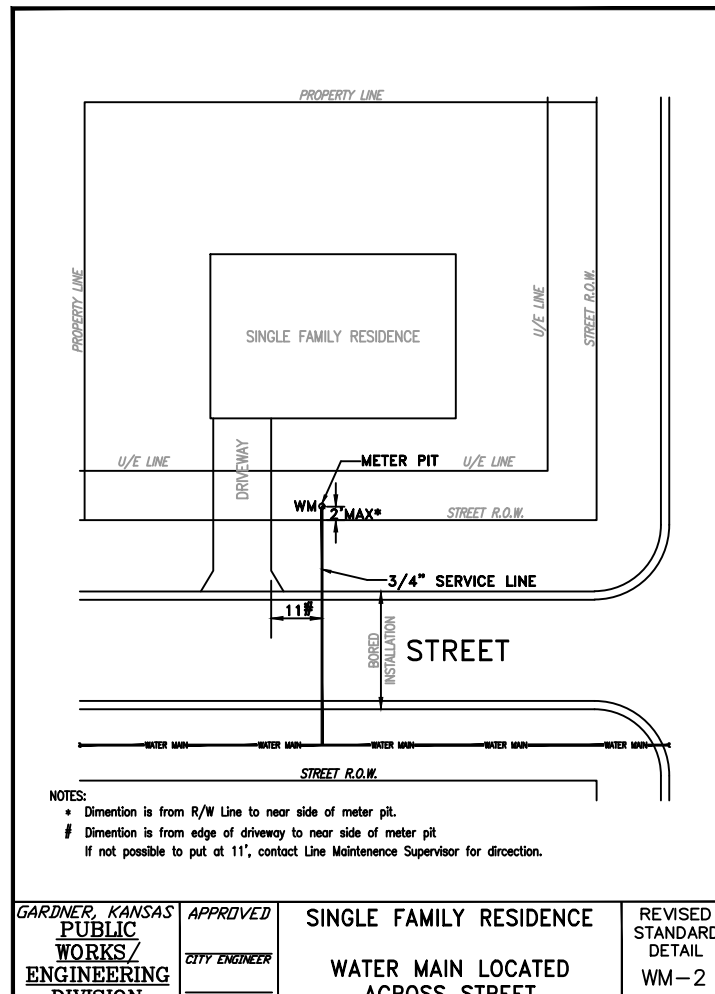 PROPERTY LINE
PROPERTY LINE
U/E LINE
STREET R.O.W.
SINGLE FAMILY RESIDENCE
U/E LINE
DRIVEWAY
METER PIT
U/E LINE
WM
2'MAX*
STREET R.O.W.
3/4" SERVICE LINE
11#
BORED
INSTALLATION
STREET
WATER MAIN WATER MAIN WATER MAIN WATER MAIN WATER MAIN
STREET R.O.W.
NOTES:
* Dimention is from R/W Line to near side of meter pit.
# Dimention is from edge of driveway to near side of meter pit
If not possible to put at 11', contact Line Maintenence Supervisor for dircection.
GARDNER, KANSAS
PUBLIC
WORKS/
ENGINEERING
DIVISION
APPROVED
CITY ENGINEER
SINGLE FAMILY RESIDENCE
WATER MAIN LOCATED
ACROSS STREET
REVISED
STANDARD
DETAIL
WM-2